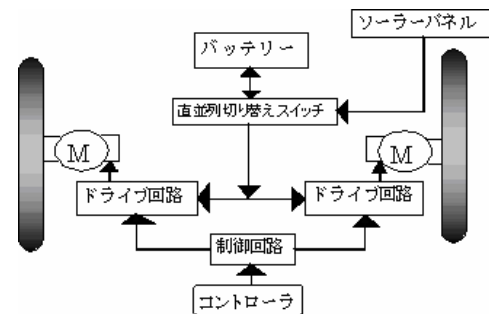 ソーラーパネル
バッテリー
直並列切り替えスイッチ
M
M
ドライブ回路
ドライブ回路
制御回路
コントローラ